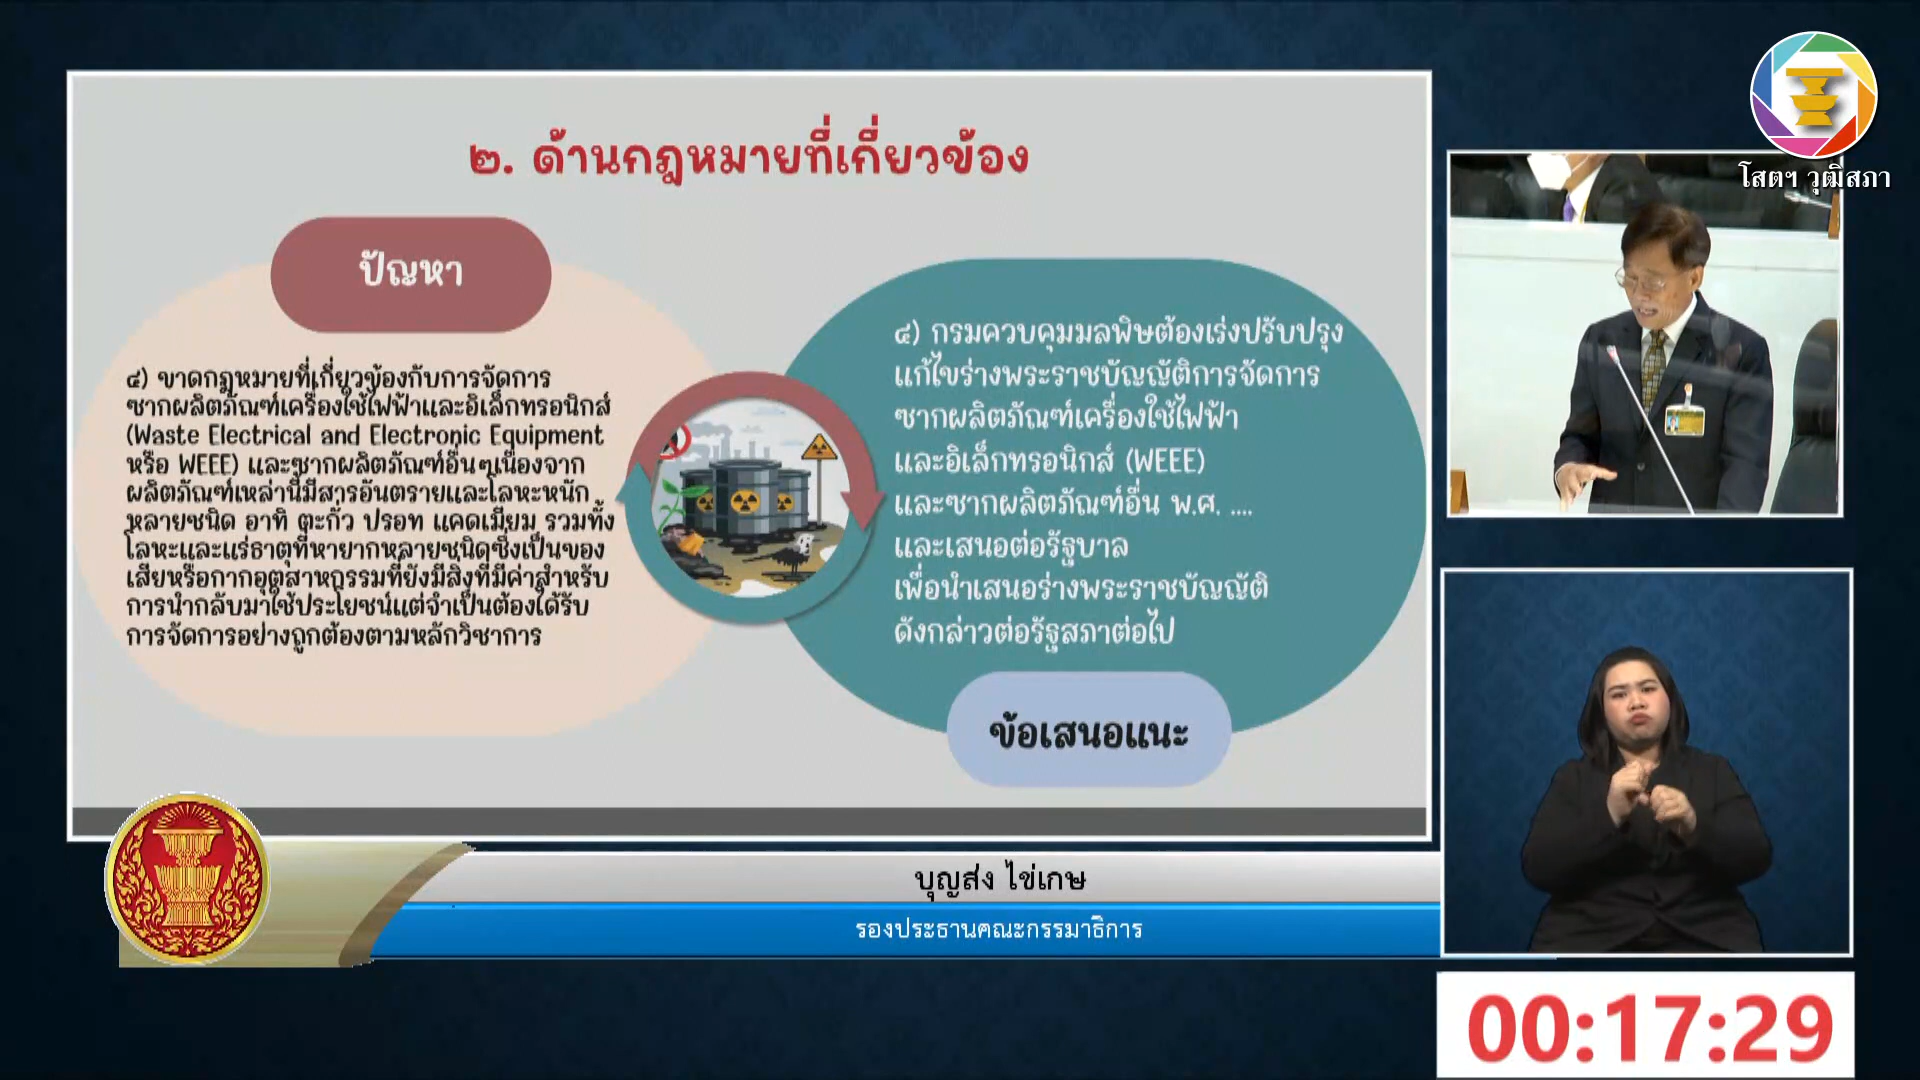 โสตฯ วุฒิสภา
๒. ด้านกฎหมายที่เกี่ยวข้อง
ปัญหา
๔) ขาดกฎหมายที่เกี่ยวข้องกับการจัดการ
ซากผลิตภัณฑ์เครื่องใช้ไฟฟ้าและอิเล็กทรอนิกส์
(Waste Electrical and Electronic Equipment
หรือ WEEE) และซากผลิตภัณฑ์อื่นๆเนื่องจาก
ผลิตภัณฑ์เหล่านี้มีสารอันตรายและโลหะหนัก
หลายชนิด อาทิ ตะกั่ว ปรอท แคดเมียม รวมทั้ง
โลหะและแร่ธาตุที่หายากหลายชนิดซึ่งเป็นของ
เสียหรือกากอุตสาหกรรมที่ยังมีสิ่งที่มีค่าสำหรับ
การนำกลับมาใช้ประโยชน์แต่จำเป็นต้องได้รับ
การจัดการอย่างถูกต้องตามหลักวิชาการ
๔) กรมควบคุมมลพิษต้องเร่งปรับปรุง
แก้ไขร่างพระราชบัญญัติการจัดการ
ซากผลิตภัณฑ์เครื่องใช้ไฟฟ้า
และอิเล็กทรอนิกส์ (WEEE)
และซากผลิตภัณฑ์อื่น พ.ศ. ....
และเสนอต่อรัฐบาล
เพื่อนำเสนอร่างพระราชบัญญัติ
ดังกล่าวต่อรัฐสภาต่อไป
ข้อเสนอแนะ
บุญส่ง ไข่เกษ
รองประธานคณะกรรมาธิการ
00:17:29